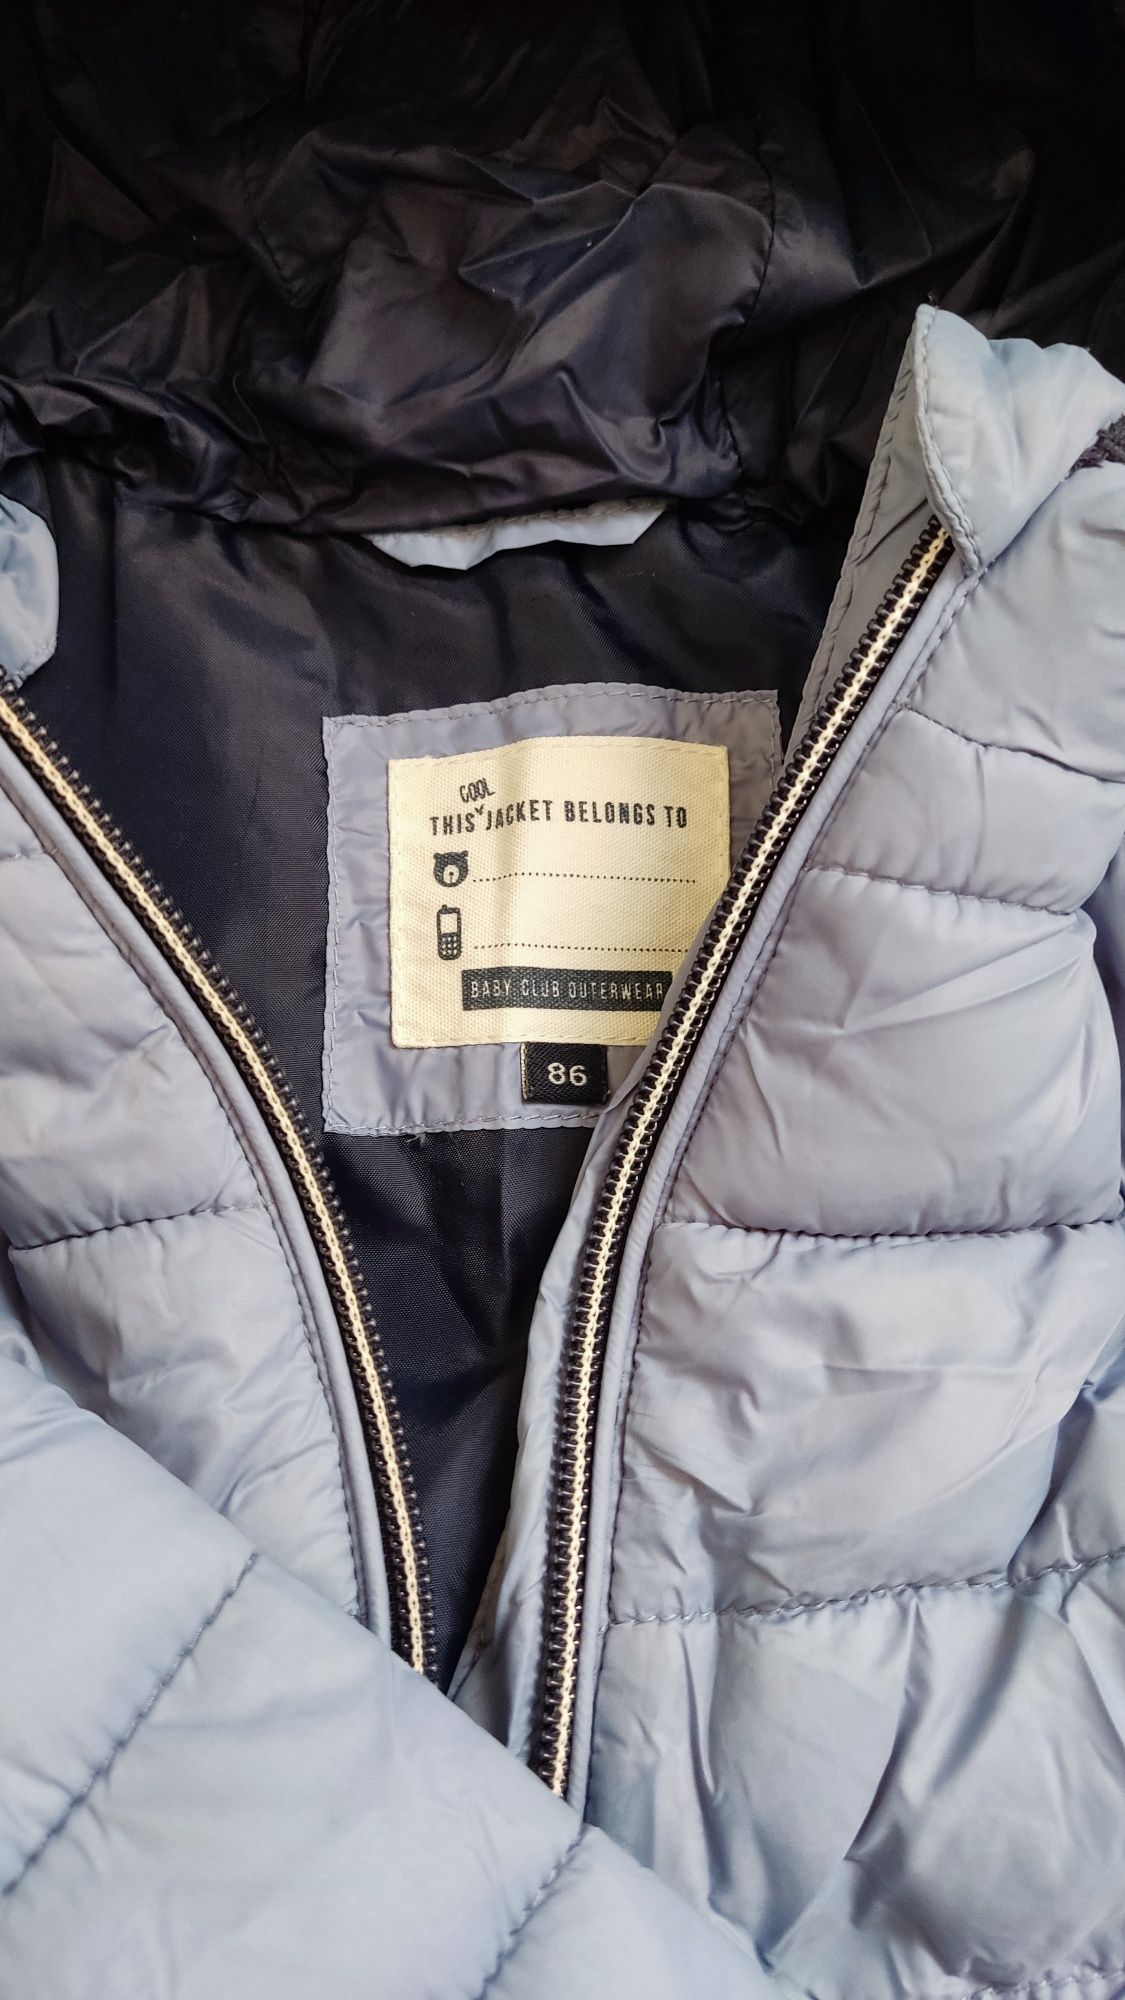 COOL
THIS JACKET BELONGS TO
BABY CLUB OUTERWEAR
86